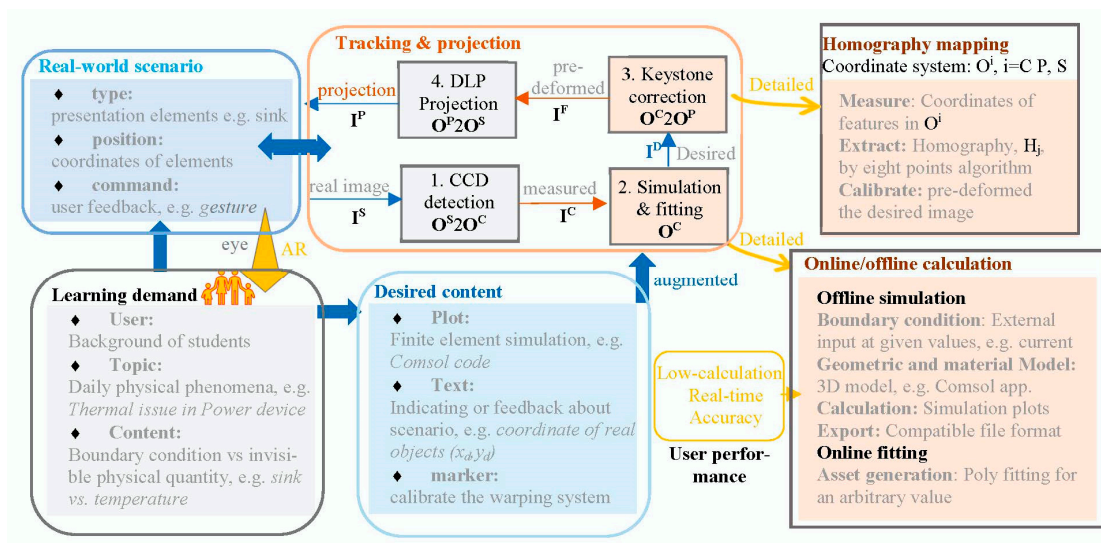 Real-world scenario
♦ type:
presentation elements e.g. sink
♦ position:
coordinates of elements
♦ command:
user feedback, e.g. gesture
eye
AR
Tracking & projection
projection
I^P
4. DLP
Projection
O^P2O^S
pre-
deformed
I^F
3. Keystone
correction
O^C2O^P
I^D
Desired
real image
I^S
1. CCD
detection
O^S2O^C
measured
I^C
2. Simulation
& fitting
O^C
Detailed
Detailed
augmented
Homography mapping
Coordinate system: O^i, i=C P, S
Measure: Coordinates of
features in O^i
Extract: Homography, H_j,
by eight points algorithm
Calibrate: pre-deformed
the desired image
Learning demand
♦ User:
Background of students
♦ Topic:
Daily physical phenomena, e.g.
Thermal issue in Power device
♦ Content:
Boundary condition vs invisi-
ble physical quantity, e.g. sink
vs. temperature
Desired content
♦ Plot:
Finite element simulation, e.g.
Comsol code
♦ Text:
Indicating or feedback about
scenario, e.g. coordinate of real
objects (x_d,y_d)
♦ marker:
calibrate the warping system
Low-calculation
Real-time
Accuracy
User perfor-
mance
Online/offline calculation
Offline simulation
Boundary condition: External
input at given values, e.g. current
Geometric and material Model:
3D model, e.g. Comsol app.
Calculation: Simulation plots
Export: Compatible file format
Online fitting
Asset generation: Poly fitting for
an arbitrary value